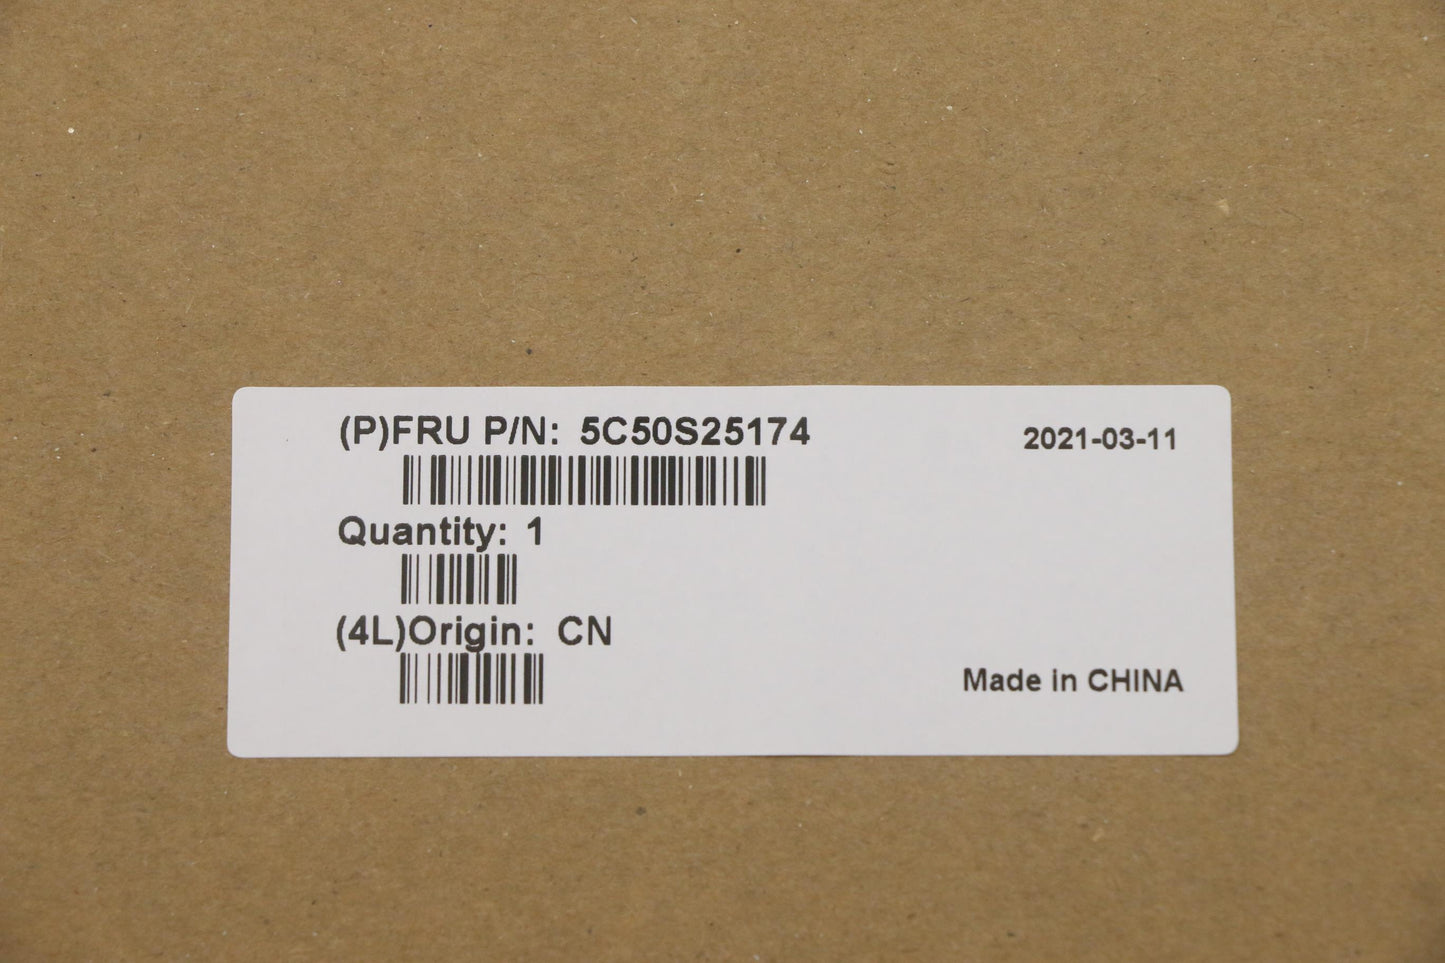 (P)FRU P/N: 5C50S25174
2021-03-11
Quantity: 1
(4L)Origin: CN
Made in CHINA